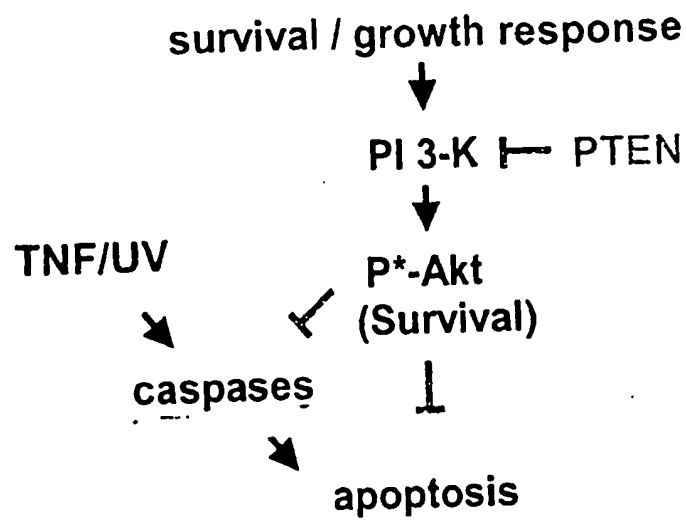 survival / growth response
PI 3-K PTEN
TNF/UV
P*-Akt
(Survival)
caspases
apoptosis